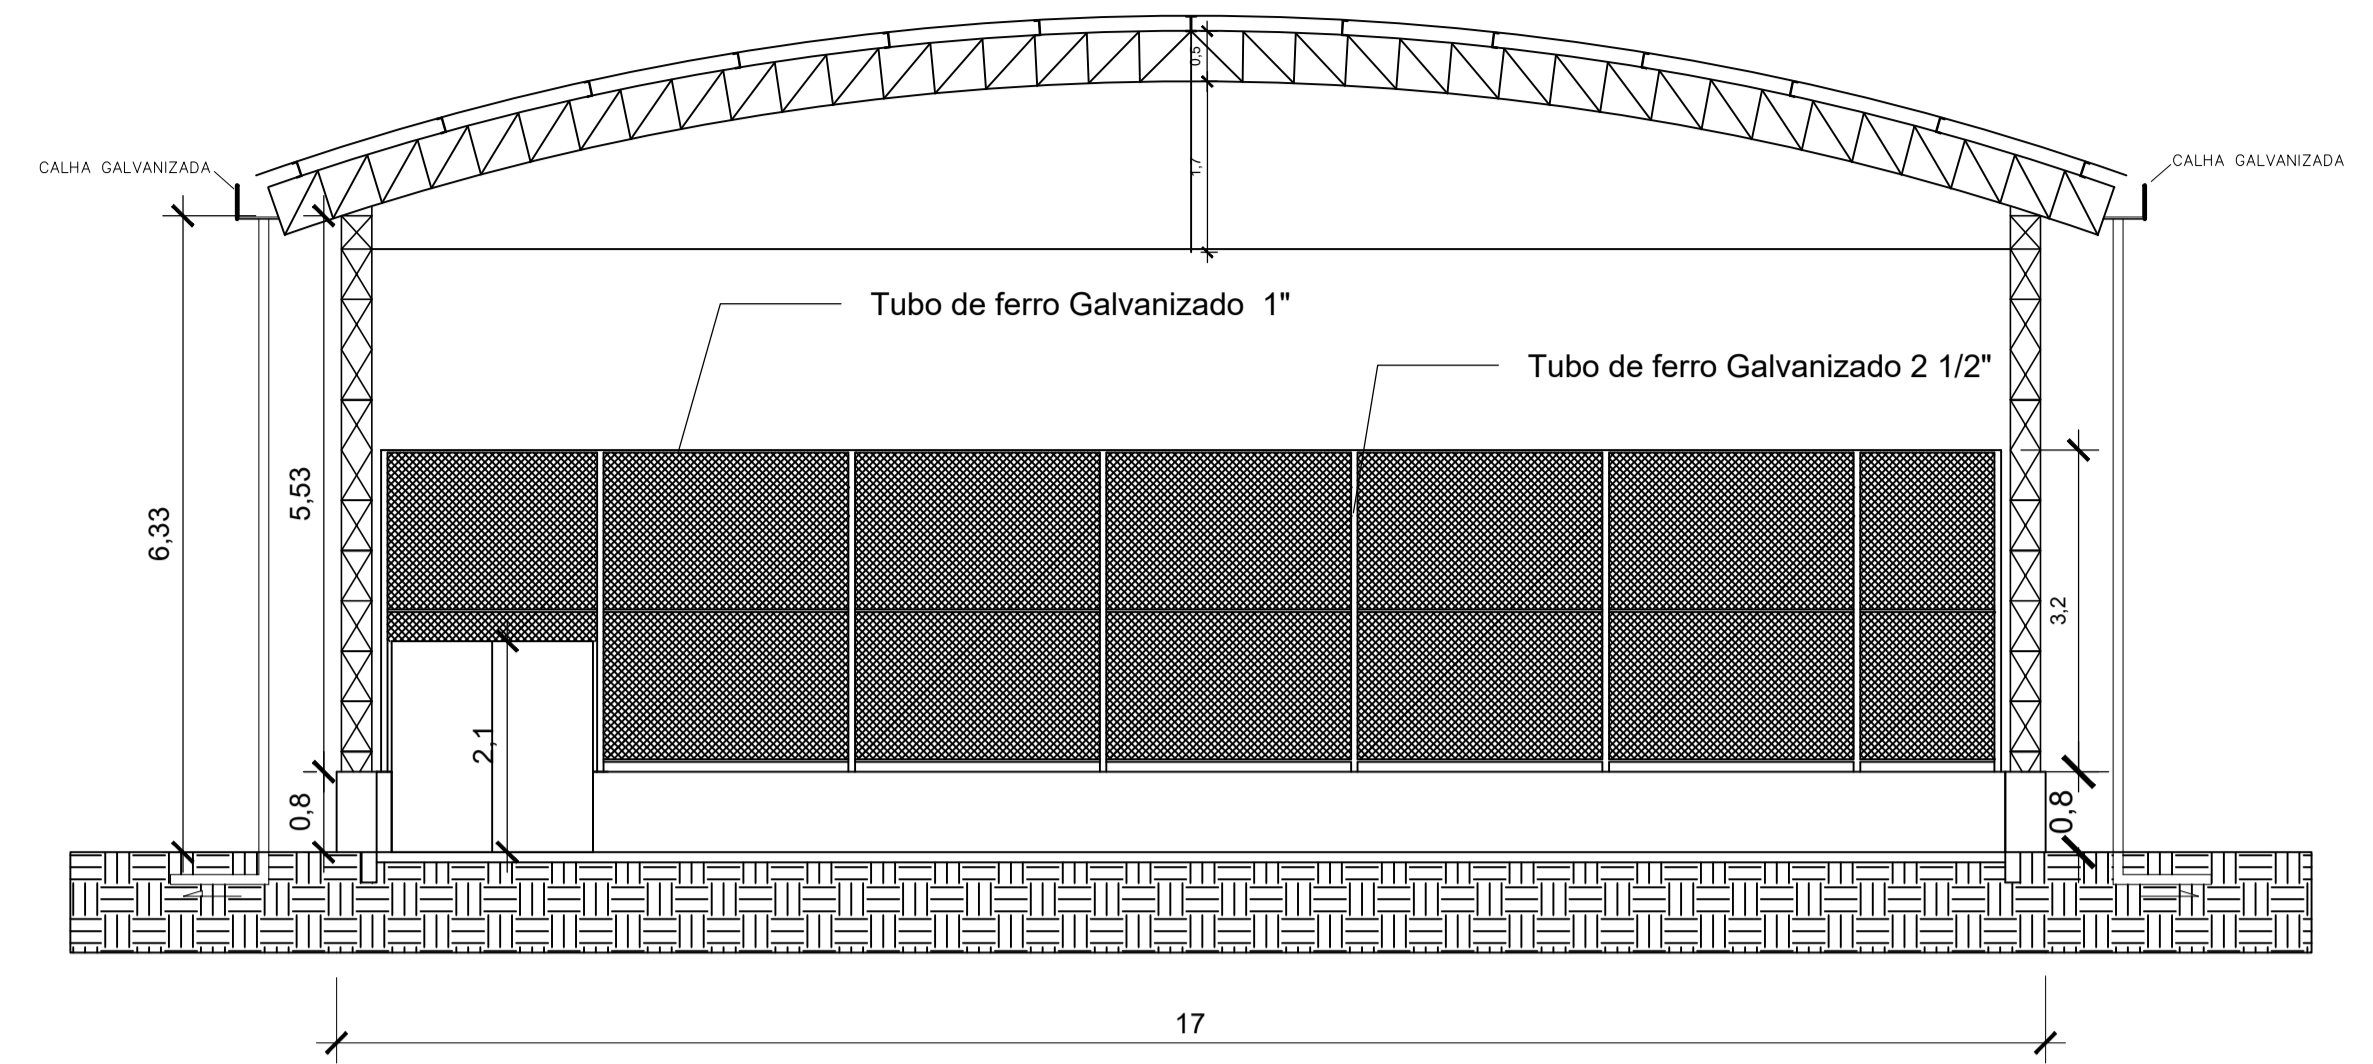 0,5
CALHA GALVANIZADA
CALHA GALVANIZADA
1,7
Tubo de ferro Galvanizado 1"
Tubo de ferro Galvanizado 2 1/2"
6,33
5,53
3,2
2,1
0,8
0,8
17